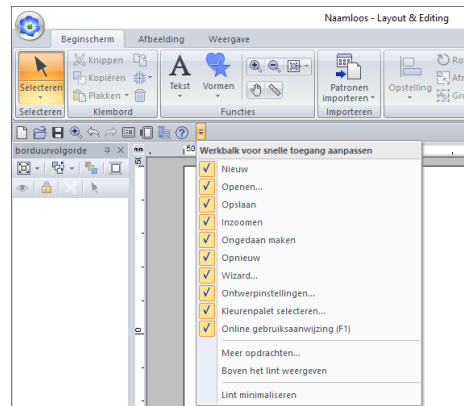 Naamloos - Layout & Editing
Beginscherm Afbeelding Weergave
Selecteren
Knippen
Kopiëren
Plakken
Tekst
Vormen
Patronen
importeren
Opstelling
Selecteren Klembord Functies Importeren
borduurvolgorde
Werkbalk voor snelle toegang aanpassen
Nieuw
Openen...
Opslaan
Inzoomen
Ongedaan maken
Opnieuw
Wizard...
Ontwerpinstellingen...
Kleurenpalet selecteren...
Online gebruiksaanwijzing (F1)
Meer opdrachten...
Boven het lint weergeven
Lint minimaliseren